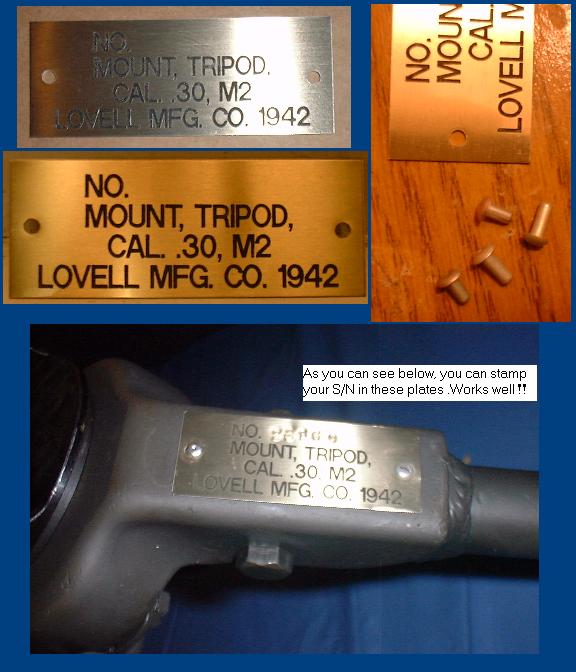 NO.
MOUNT, TRIPOD.
CAL. .30, M2
LOVELL MFG. CO. 1942
NO.
MOUN
CAL.
LOVELL M
NO.
MOUNT, TRIPOD,
CAL. .30, M2
LOVELL MFG. CO. 1942
As you can see below, you can stamp
your S/N in these plates .Works well !!
NO.
MOUNT, TRIPOD,
CAL. .30, M2
LOVELL MFG. CO. 1942